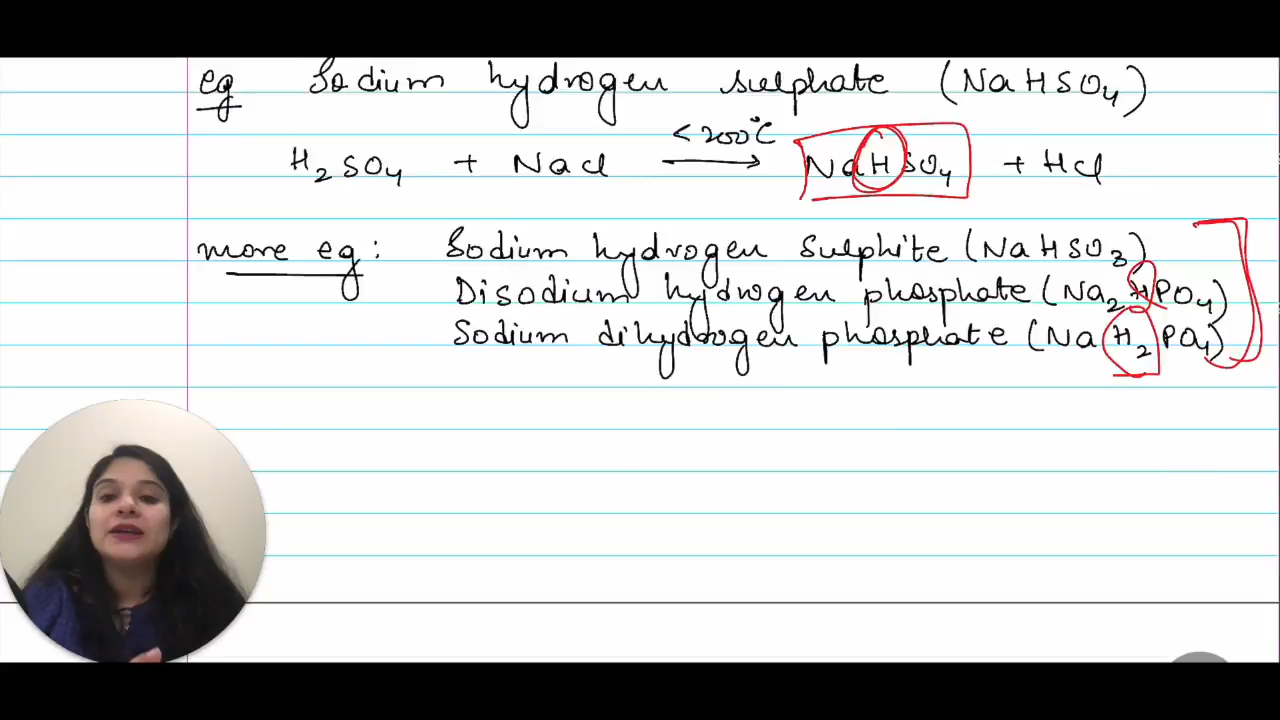 eg Sodium hydrogen sulphate (NaHSO4)
H2SO4 + NaCl <200°C → NaHSO4 + HCl
more eg: Sodium hydrogen sulphite (NaHSO3)
Disodium hydrogen phosphate (Na2HPO4)
Sodium dihydrogen phosphate (NaH2PO4)